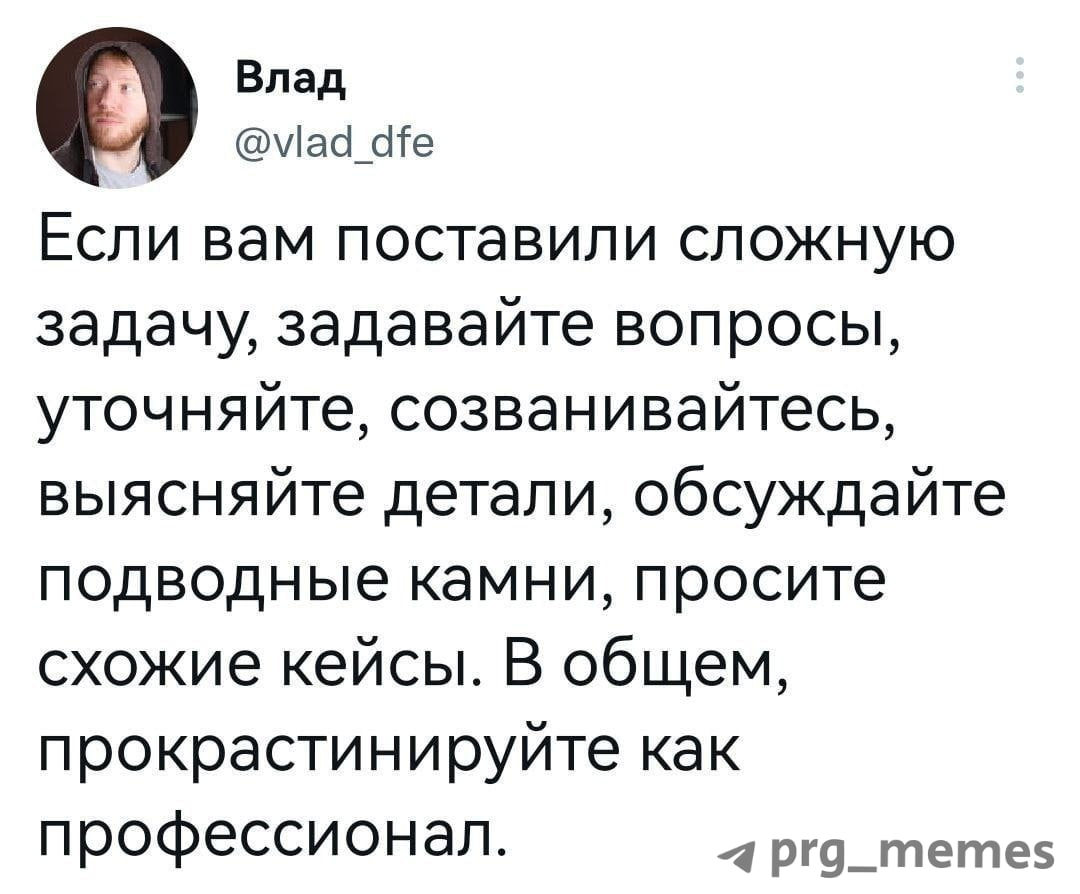 Влад
@vlad_dfe
Если вам поставили сложную
задачу, задавайте вопросы,
уточняйте, созванивайтесь,
выясняйте детали, обсуждайте
подводные камни, просите
схожие кейсы. В общем,
прокрастинируйте как
профессионал.
prg_memes